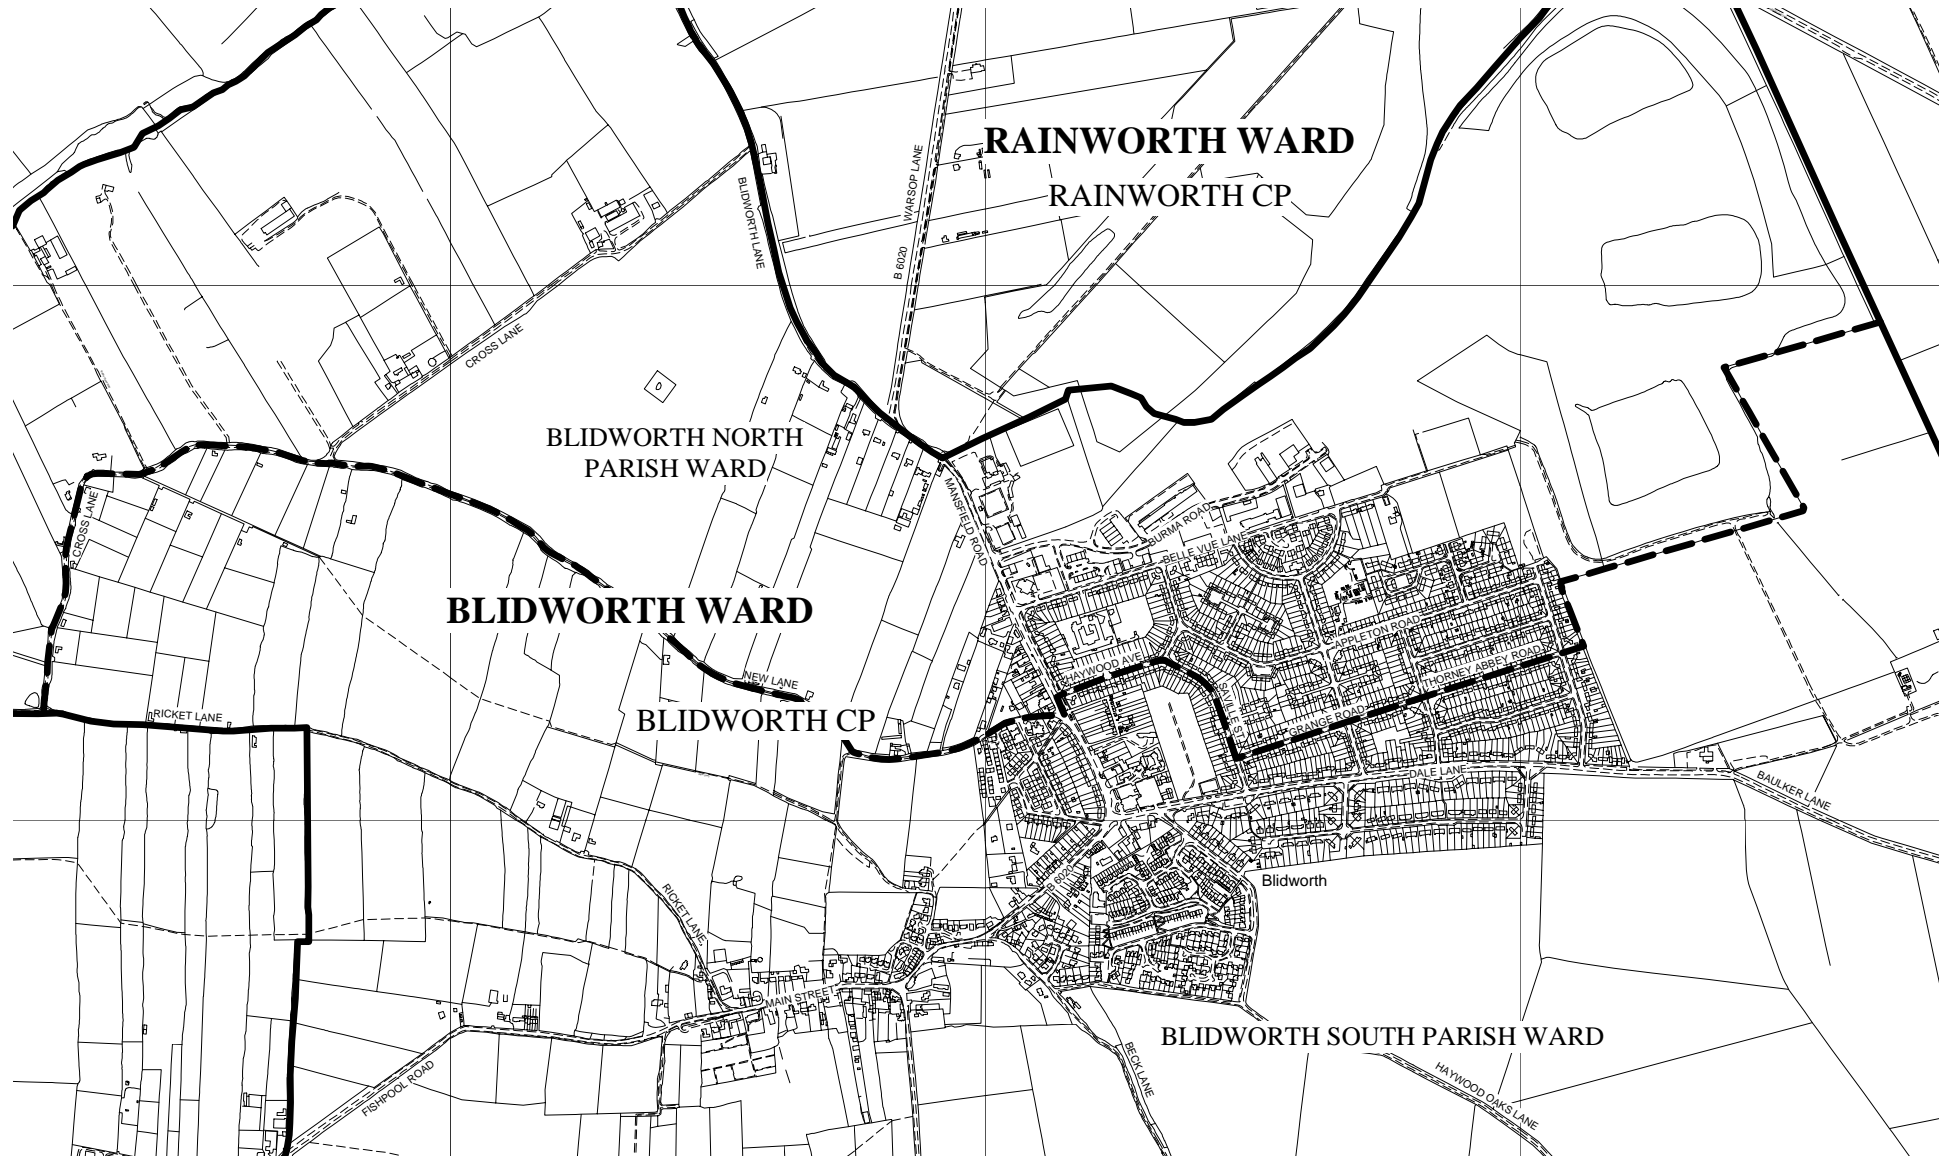 RAINWORTH WARD
RAINWORTH CP
WARSOP LANE
B 6020
BLIDWORTH LANE
CROSS LANE
BLIDWORTH NORTH
PARISH WARD
MANSFIELD ROAD
CROSS LANE
BURMA ROAD
BELLE VUE LANE
BLIDWORTH WARD
APPLETON ROAD
HAYWOOD AVE
THORNEY ABBEY ROAD
NEW LANE
GRANGE ROAD
RICKET LANE
BLIDWORTH CP
DALE LANE
BAULKER LANE
B 6020
Blidworth
RICKET LANE
MAIN STREET
BLIDWORTH SOUTH PARISH WARD
FISHPOOL ROAD
BECK LANE
HAYWOOD OAKS LANE